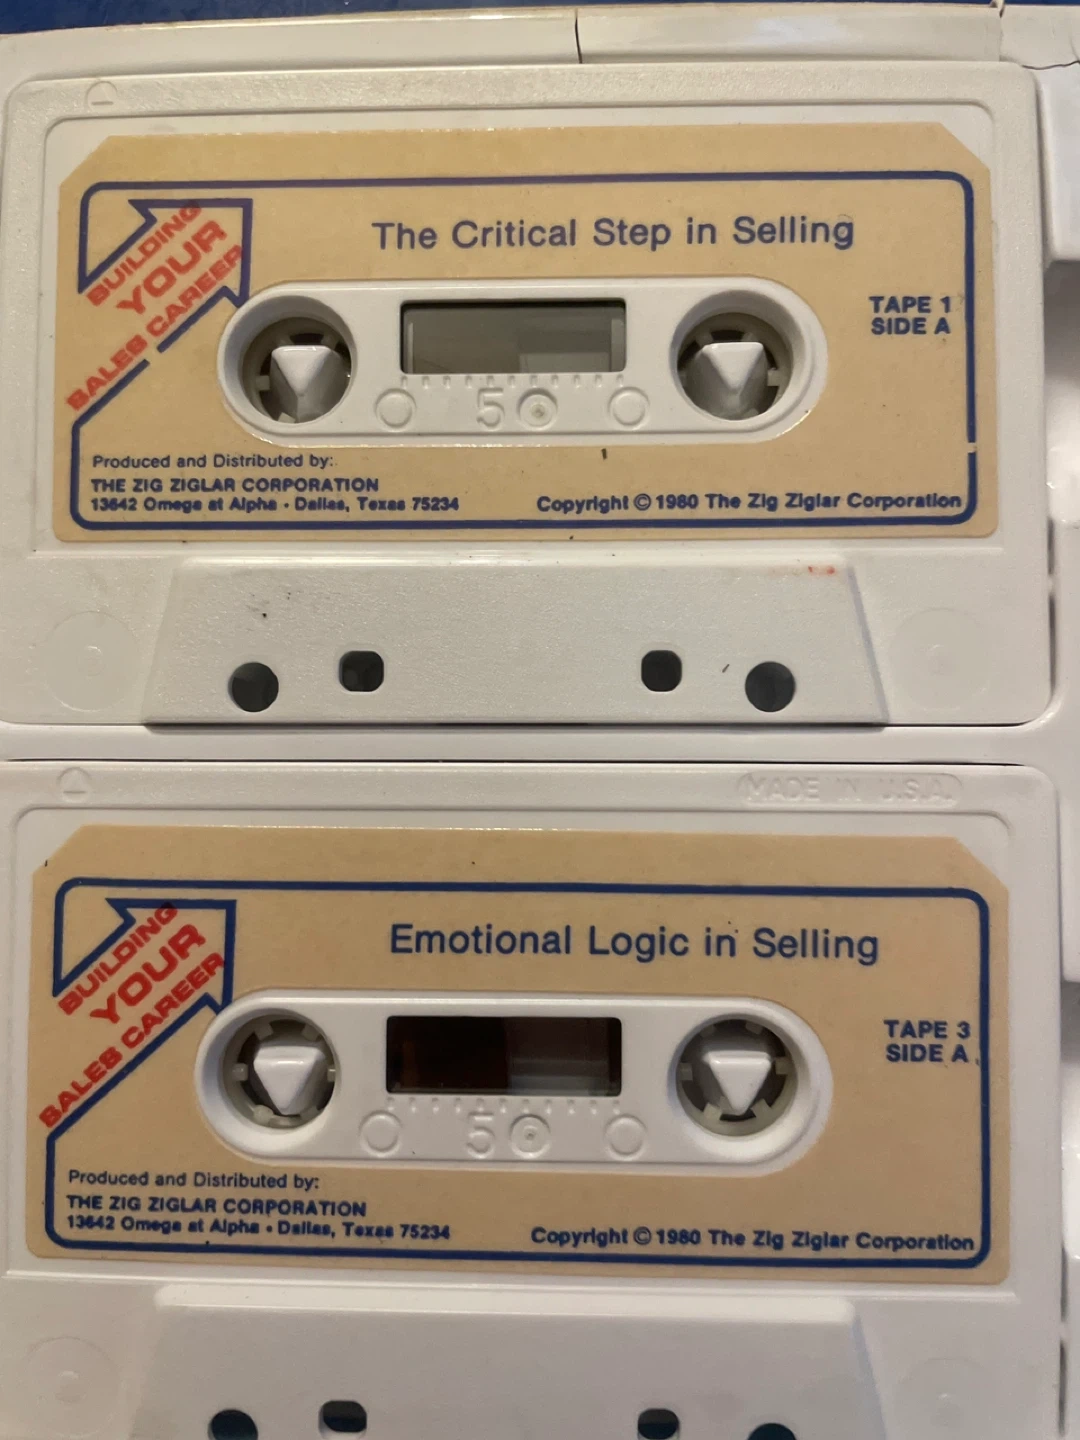 BUILDING
YOUR
SALES CAREER
The Critical Step in Selling
TAPE 1
SIDE A
50
Produced and Distributed by:
THE ZIG ZIGLAR CORPORATION
13642 Omega at Alpha • Dallas, Texas 75234
Copyright © 1980 The Zig Ziglar Corporation
MADE IN U.S.A.
BUILDING
YOUR
SALES CAREER
Emotional Logic in Selling
TAPE 3
SIDE A
50
Produced and Distributed by:
THE ZIG ZIGLAR CORPORATION
13642 Omega at Alpha • Dallas, Texas 75234
Copyright © 1980 The Zig Ziglar Corporation